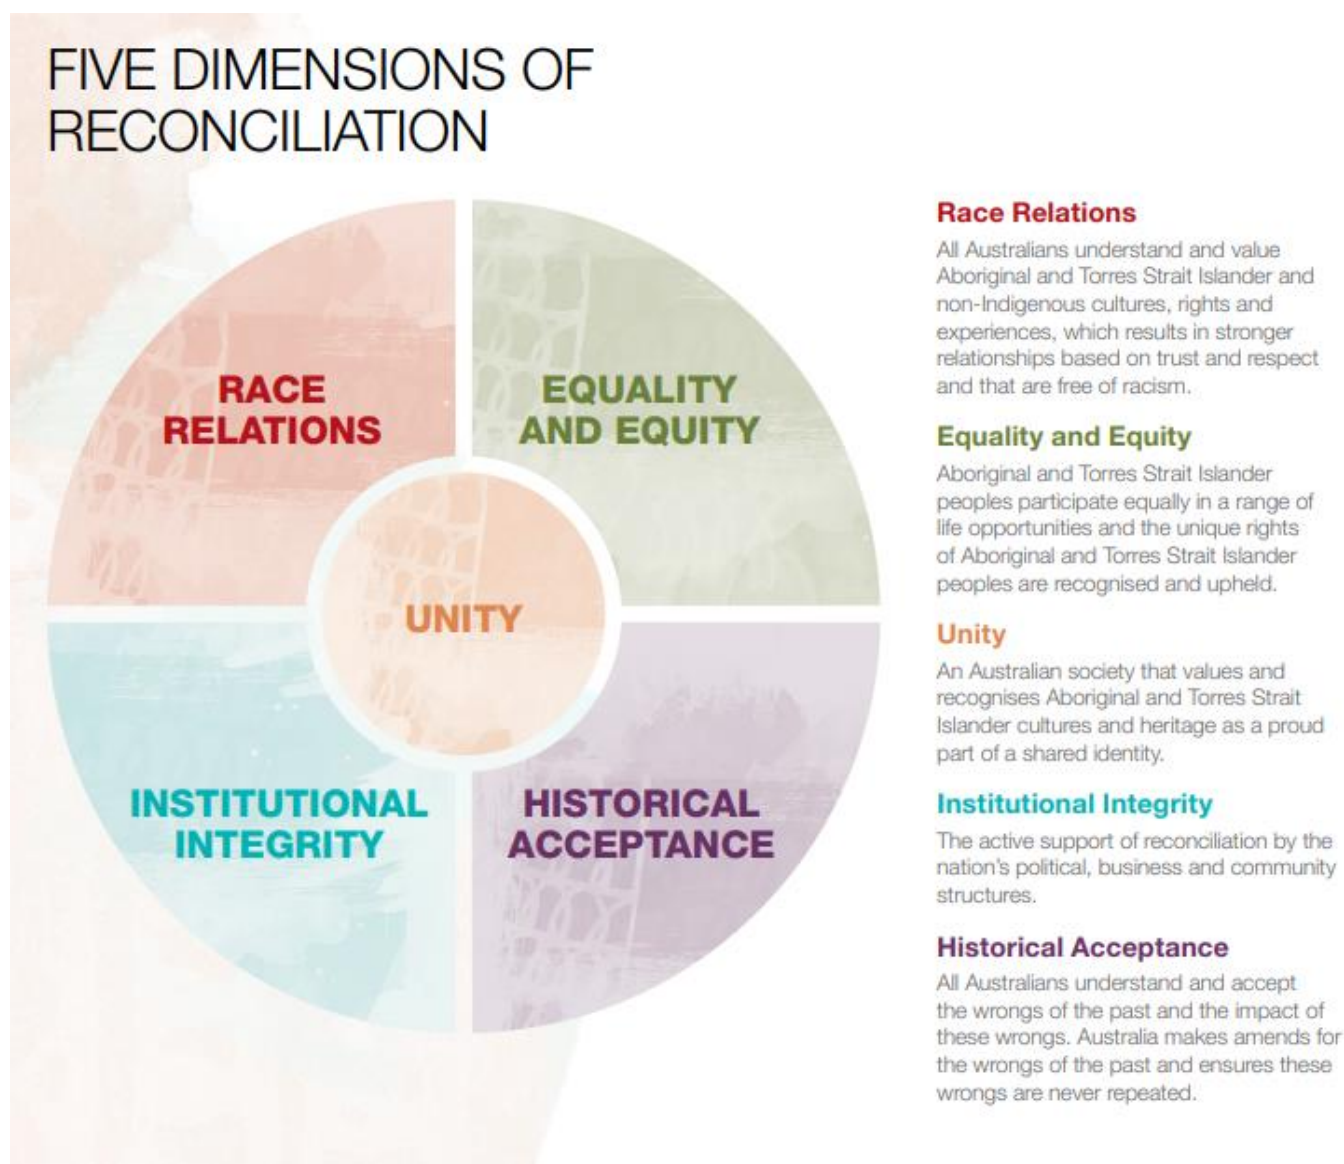 FIVE DIMENSIONS OF
RECONCILIATION
RACE
RELATIONS
EQUALITY
AND EQUITY
UNITY
INSTITUTIONAL
INTEGRITY
HISTORICAL
ACCEPTANCE
Race Relations
All Australians understand and value
Aboriginal and Torres Strait Islander and
non-Indigenous cultures, rights and
experiences, which results in stronger
relationships based on trust and respect
and that are free of racism.
Equality and Equity
Aboriginal and Torres Strait Islander
peoples participate equally in a range of
life opportunities and the unique rights
of Aboriginal and Torres Strait Islander
peoples are recognised and upheld.
Unity
An Australian society that values and
recognises Aboriginal and Torres Strait
Islander cultures and heritage as a proud
part of a shared identity.
Institutional Integrity
The active support of reconciliation by the
nation's political, business and community
structures.
Historical Acceptance
All Australians understand and accept
the wrongs of the past and the impact of
these wrongs. Australia makes amends for
the wrongs of the past and ensures these
wrongs are never repeated.